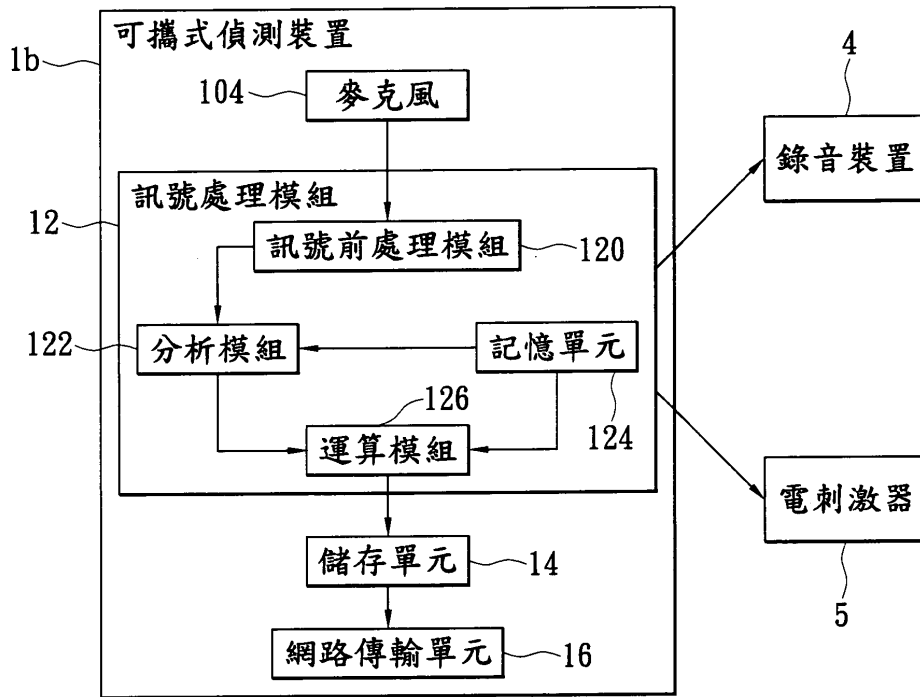 可攜式偵測裝置
1b
104
麥克風
4
錄音裝置
訊號處理模組
12
訊號前處理模組
120
122
分析模組
記憶單元
126
124
運算模組
電刺激器
儲存單元
14
5
網路傳輸單元
16